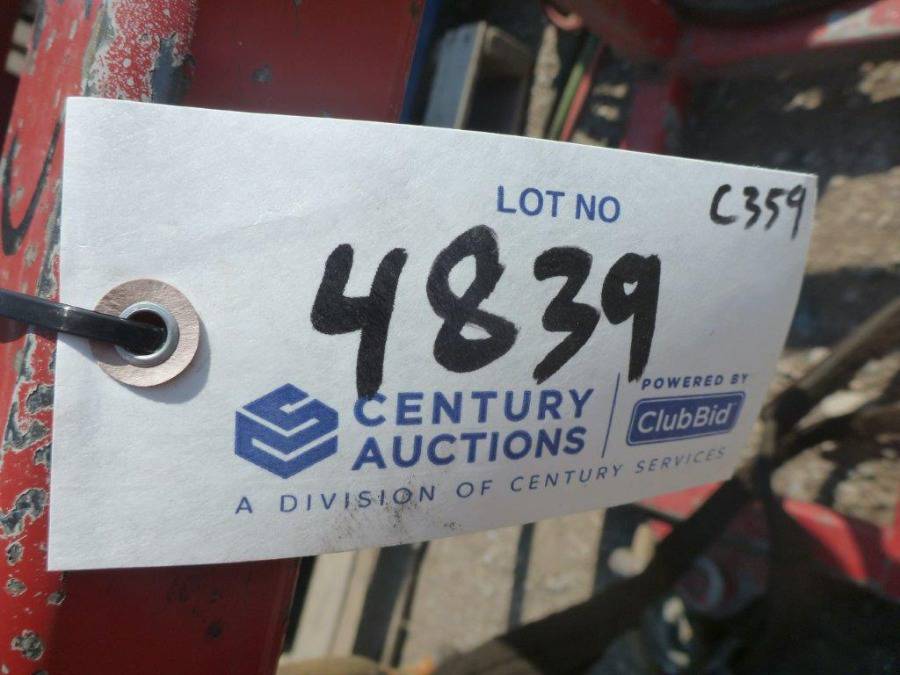 LOT NO
C359
4839
CENTURY
AUCTIONS
POWERED BY
ClubBid
A DIVISION OF CENTURY SERVICES